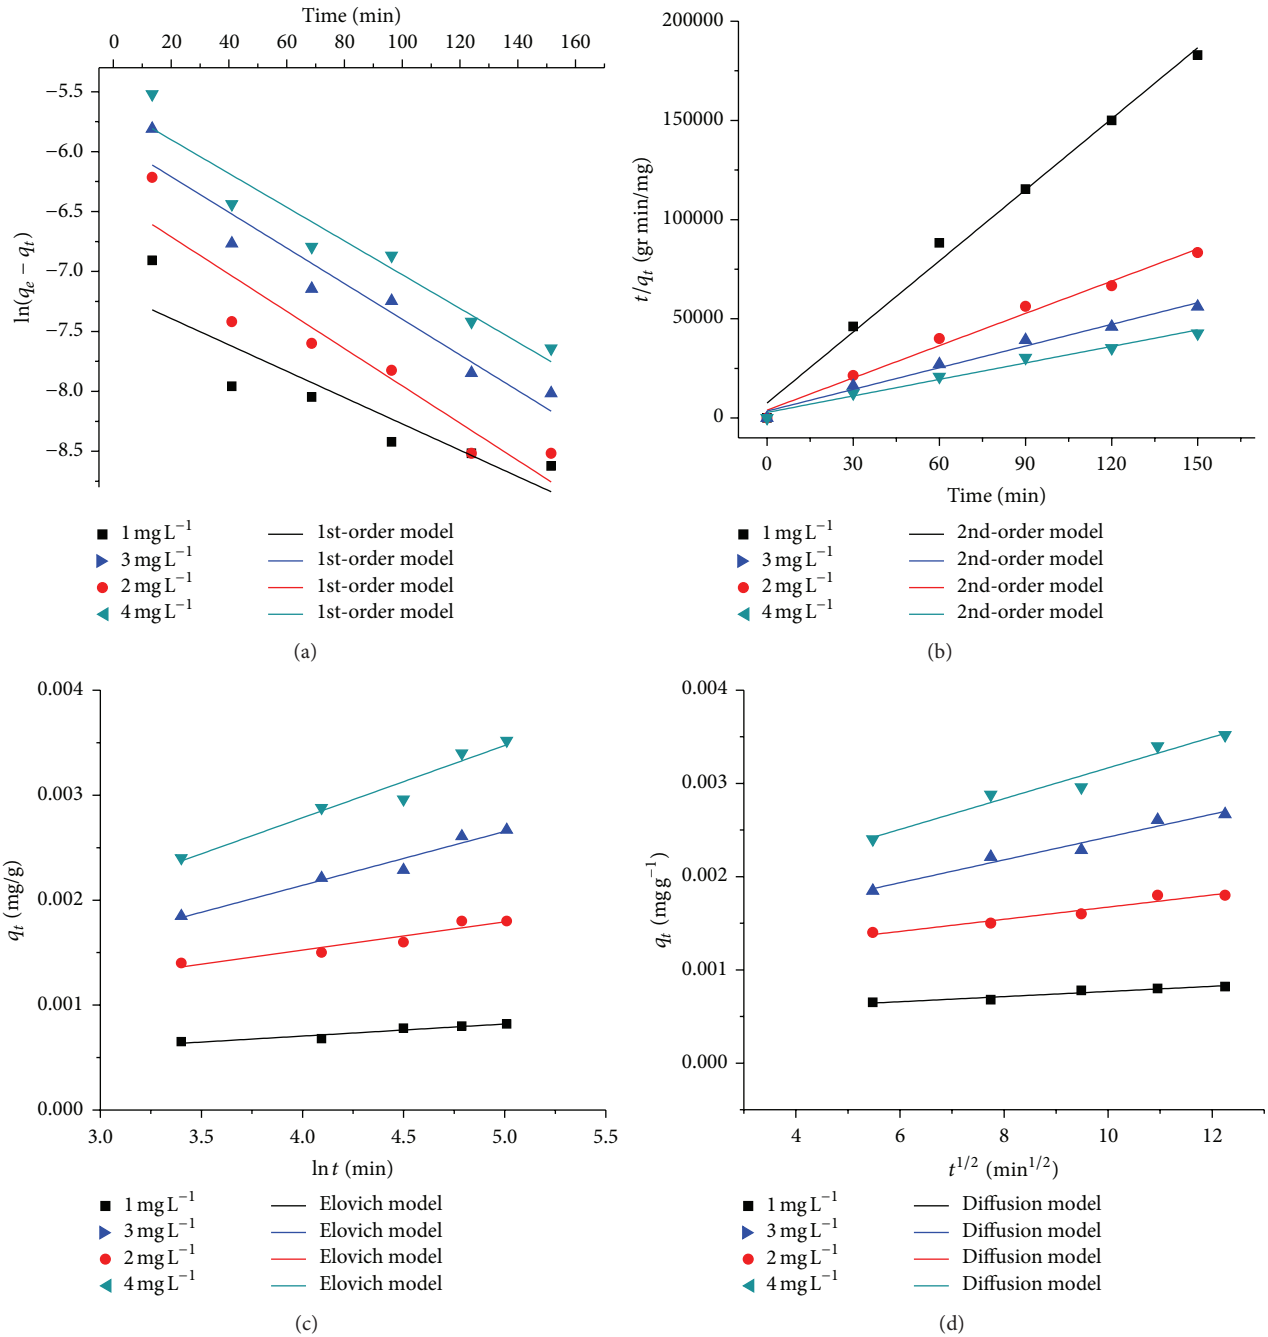 Time (min)
0 20 40 60 80 100 120 140 160
ln(qₑ − qₜ)
−5.5
−6.0
−6.5
−7.0
−7.5
−8.0
−8.5
1 mg L⁻¹ 1st-order model
3 mg L⁻¹ 1st-order model
2 mg L⁻¹ 1st-order model
4 mg L⁻¹ 1st-order model
(a)
t/qₜ (gr min/mg)
200000
150000
100000
50000
0
0 30 60 90 120 150
Time (min)
1 mg L⁻¹ 2nd-order model
3 mg L⁻¹ 2nd-order model
2 mg L⁻¹ 2nd-order model
4 mg L⁻¹ 2nd-order model
(b)
qₜ (mg/g)
0.004
0.003
0.002
0.001
0.000
3.0 3.5 4.0 4.5 5.0 5.5
ln t (min)
1 mg L⁻¹ Elovich model
3 mg L⁻¹ Elovich model
2 mg L⁻¹ Elovich model
4 mg L⁻¹ Elovich model
(c)
qₜ (mg g⁻¹)
0.004
0.003
0.002
0.001
0.000
4 6 8 10 12
t¹/² (min¹/²)
1 mg L⁻¹ Diffusion model
3 mg L⁻¹ Diffusion model
2 mg L⁻¹ Diffusion model
4 mg L⁻¹ Diffusion model
(d)